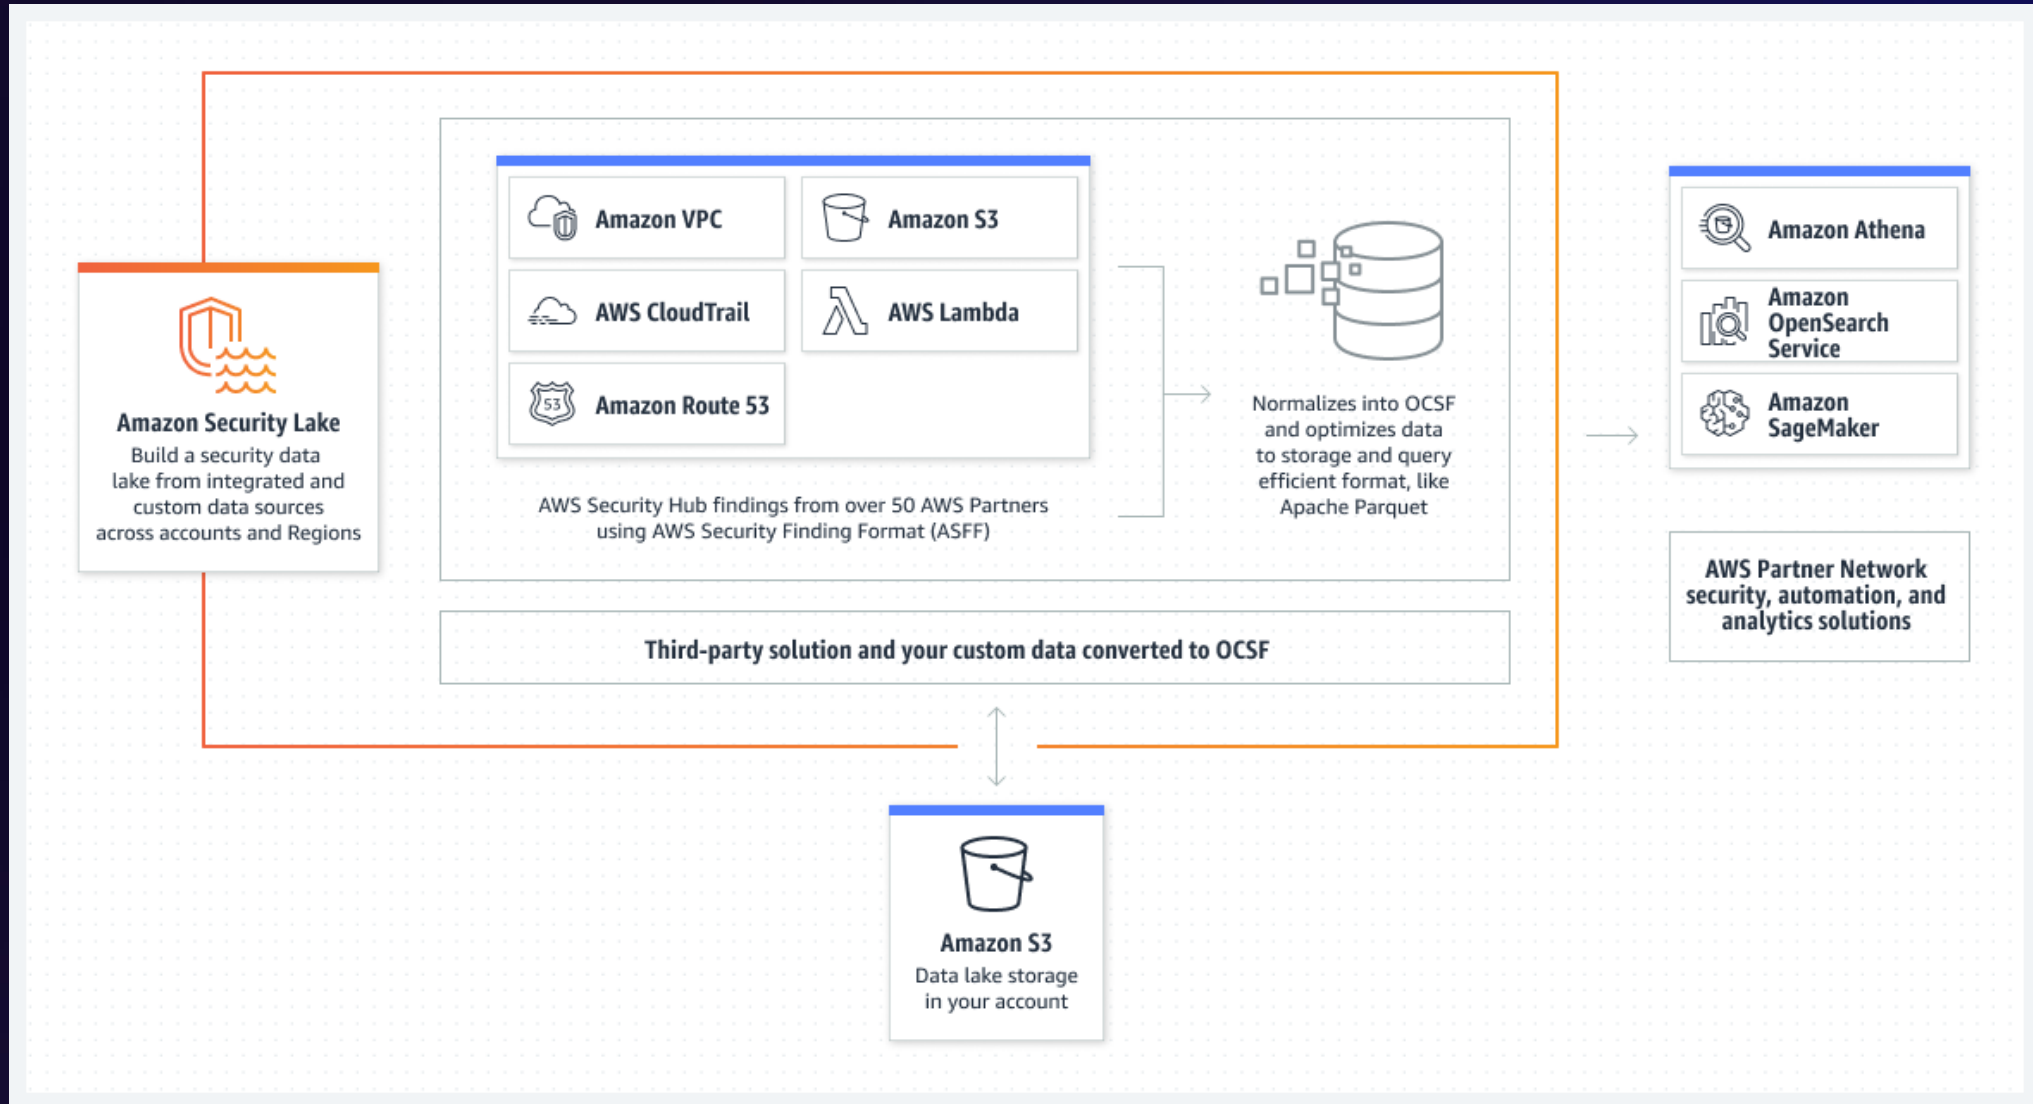 Amazon Security Lake
Build a security data
lake from integrated and
custom data sources
across accounts and Regions
Amazon VPC
Amazon S3
AWS CloudTrail
AWS Lambda
53
Amazon Route 53
AWS Security Hub findings from over 50 AWS Partners
using AWS Security Finding Format (ASFF)
Normalizes into OCSF
and optimizes data
to storage and query
efficient format, like
Apache Parquet
Third-party solution and your custom data converted to OCSF
Amazon S3
Data lake storage
in your account
Amazon Athena
Amazon
OpenSearch
Service
Amazon
SageMaker
AWS Partner Network
security, automation, and
analytics solutions